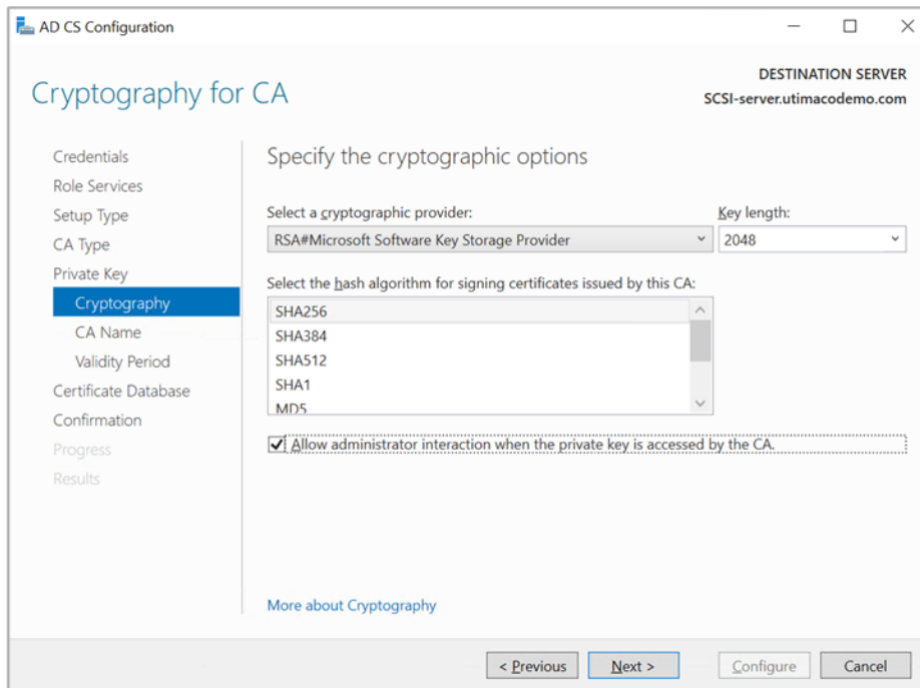 AD CS Configuration
DESTINATION SERVER
SCSI-server.utimacodemo.com
Cryptography for CA
Credentials
Role Services
Setup Type
CA Type
Private Key
Cryptography
CA Name
Validity Period
Certificate Database
Confirmation
Progress
Results
Specify the cryptographic options
Select a cryptographic provider:
Key length:
RSA#Microsoft Software Key Storage Provider
2048
Select the hash algorithm for signing certificates issued by this CA:
SHA256
SHA384
SHA512
SHA1
MD5
Allow administrator interaction when the private key is accessed by the CA.
More about Cryptography
< Previous
Next >
Configure
Cancel